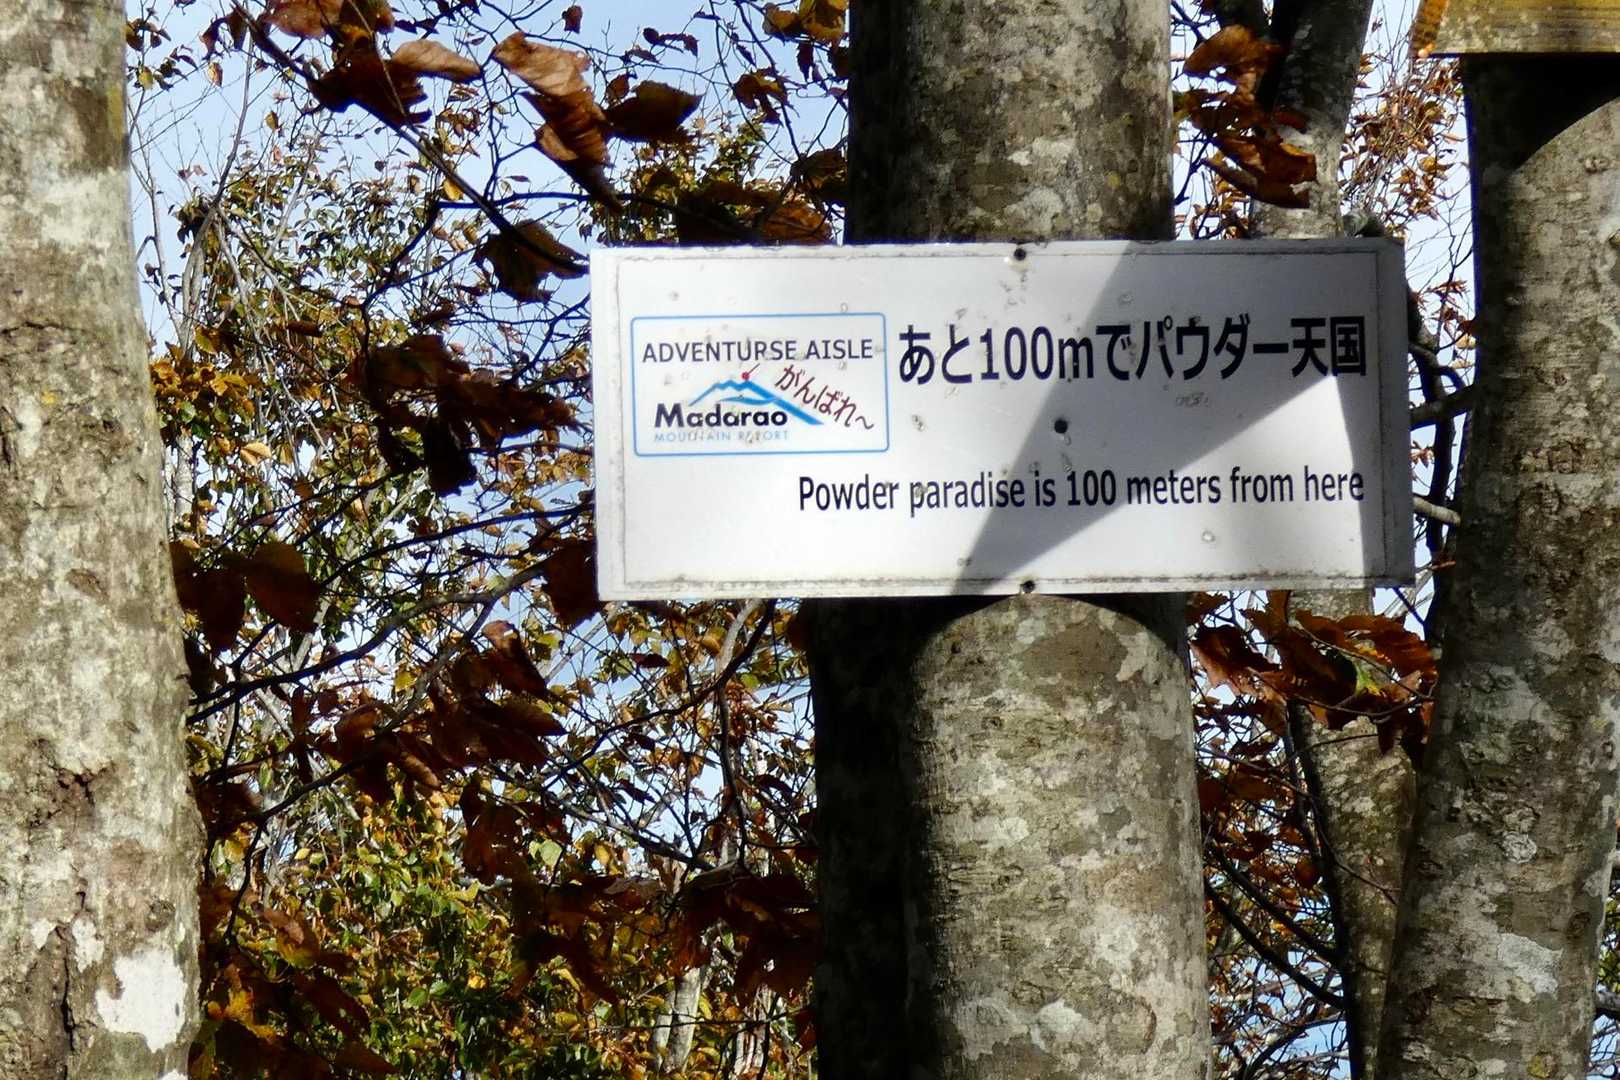 ADVENTURSE AISLE
がんばれ～
Madarao
MOUNTAIN RESORT
あと100mでパウダー天国
Powder paradise is 100 meters from here